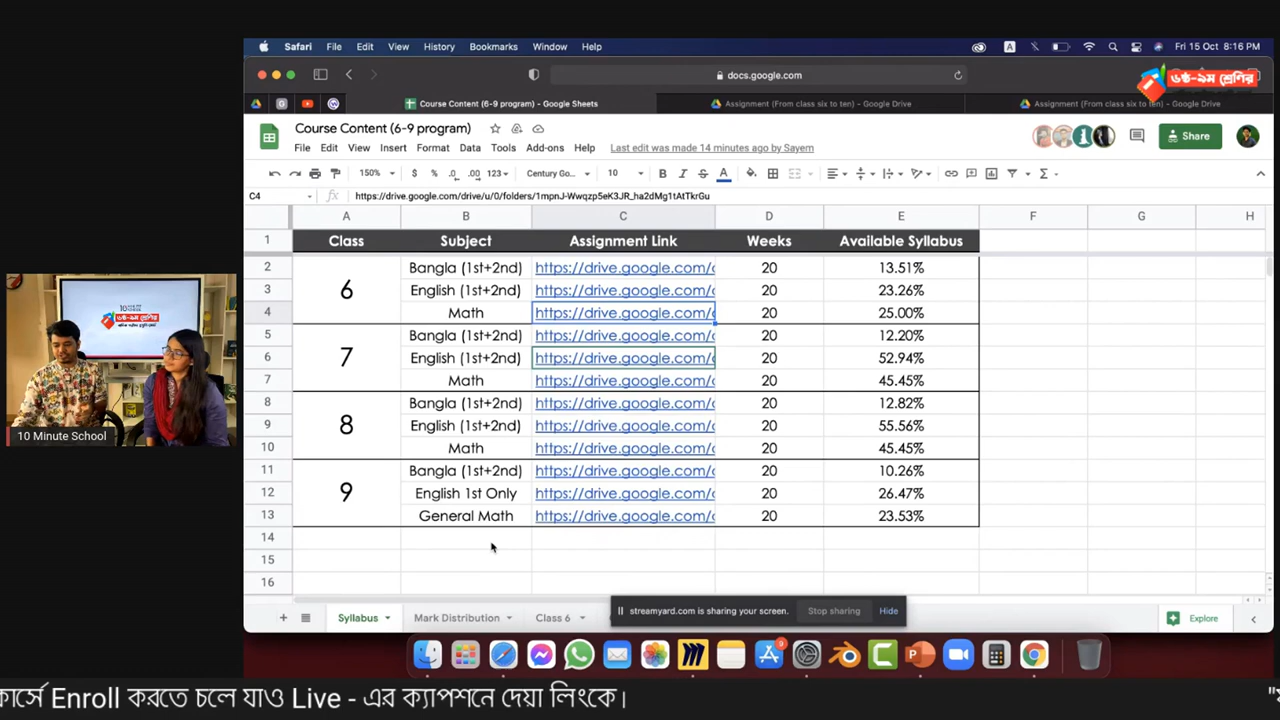 Safari File Edit View History Bookmarks Window Help
A
Fri 15 Oct 8:16 PM
docs.google.com
৬ষ্ঠ-৯ম শ্রেণির
Course Content (6-9 program) - Google Sheets
Assignment (From class six to ten) - Google Drive
Assignment (From class six to ten) - Google Drive
Course Content (6-9 program)
File Edit View Insert Format Data Tools Add-ons Help
Last edit was made 14 minutes ago by Sayem
Share
150% $ % .0 .00 123 Century Go... 10 B I S A
C4 fx https://drive.google.com/drive/u/0/folders/1mpnJ-Wwqzp5eK3JR_ha2dMg1tAtTkrGu
A B C D E F G H
1 Class Subject Assignment Link Weeks Available Syllabus
2 6 Bangla (1st+2nd) https://drive.google.com/ 20 13.51%
3 English (1st+2nd) https://drive.google.com/ 20 23.26%
4 Math https://drive.google.com/ 20 25.00%
5 7 Bangla (1st+2nd) https://drive.google.com/ 20 12.20%
6 English (1st+2nd) https://drive.google.com/ 20 52.94%
7 Math https://drive.google.com/ 20 45.45%
8 8 Bangla (1st+2nd) https://drive.google.com/ 20 12.82%
9 English (1st+2nd) https://drive.google.com/ 20 55.56%
10 Math https://drive.google.com/ 20 45.45%
11 9 Bangla (1st+2nd) https://drive.google.com/ 20 10.26%
12 English 1st Only https://drive.google.com/ 20 26.47%
13 General Math https://drive.google.com/ 20 23.53%
14
15
16
10 Minute School
streamyard.com is sharing your screen. Stop sharing Hide
Syllabus Mark Distribution Class 6
Explore
কোর্সে Enroll করতে চলে যাও Live - এর ক্যাপশনে দেয়া লিংকে।